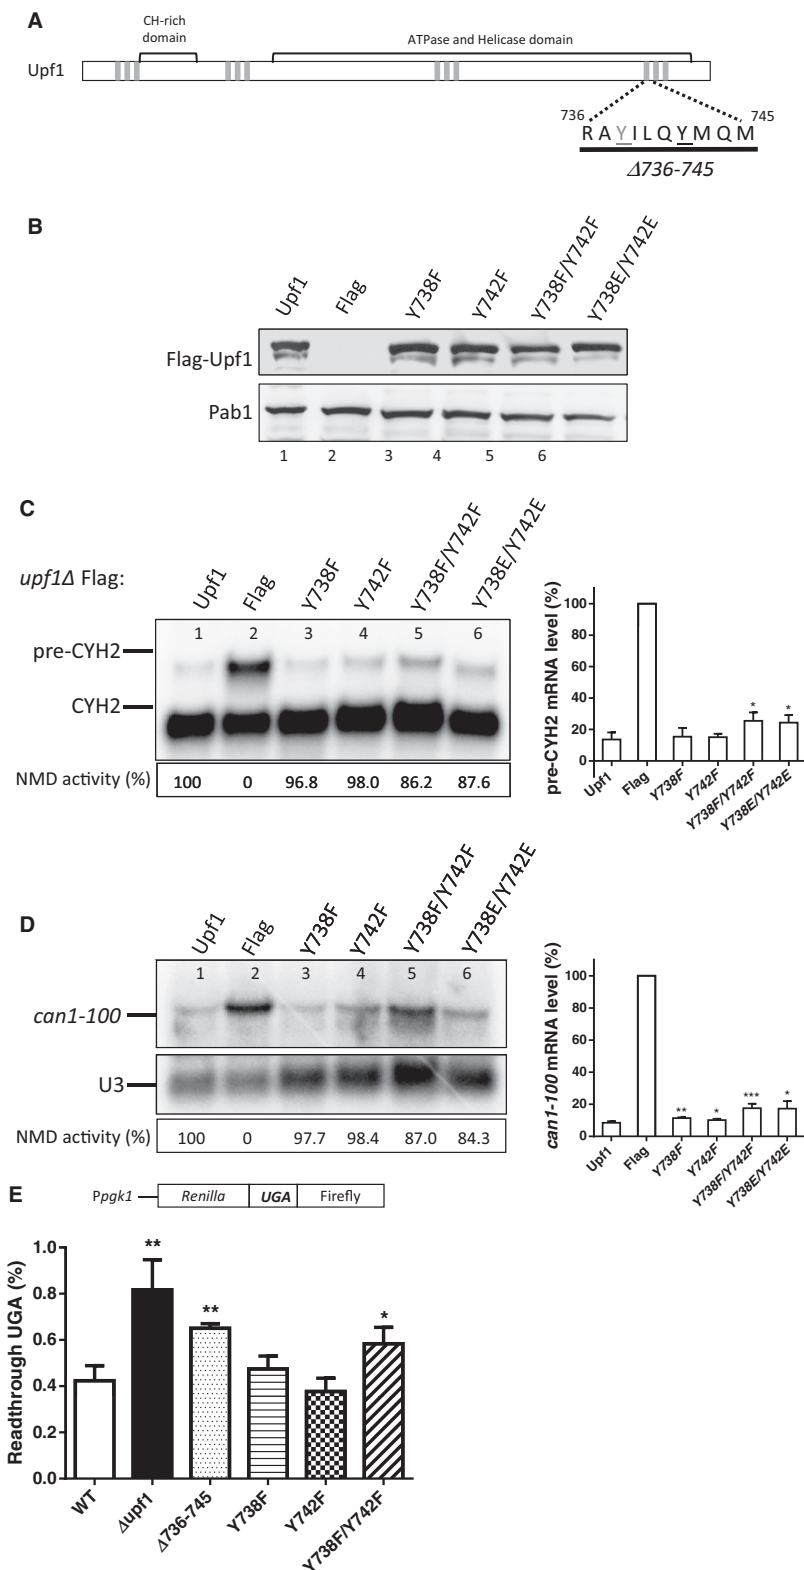 A
CH-rich
domain
ATPase and Helicase domain
Upf1
736
745
R A Y I L Q Y M Q M
Δ736-745
B
Upf1
Flag
Y738F
Y742F
Y738F/Y742F
Y738E/Y742E
Flag-Upf1
Pab1
1 2 3 4 5 6
C
upf1Δ Flag:
Upf1
Flag
Y738F
Y742F
Y738F/Y742F
Y738E/Y742E
1 2 3 4 5 6
pre-CYH2
CYH2
NMD activity (%) 100 0 96.8 98.0 86.2 87.6
pre-CYH2 mRNA level (%)
100
80
60
40
20
0
* *
Upf1
Flag
Y738F
Y742F
Y738F/Y742F
Y738E/Y742E
D
Upf1
Flag
Y738F
Y742F
Y738F/Y742F
Y738E/Y742E
1 2 3 4 5 6
can1-100
U3
NMD activity (%) 100 0 97.7 98.4 87.0 84.3
can1-100 mRNA level (%)
100
80
60
40
20
0
** * *** *
Upf1
Flag
Y738F
Y742F
Y738F/Y742F
Y738E/Y742E
E
Ppgk1 Renilla UGA Firefly
Readthrough UGA (%)
1.0
0.8
0.6
0.4
0.2
0.0
** ** *
WT
Δupf1
Δ736-745
Y738F
Y742F
Y738F/Y742F